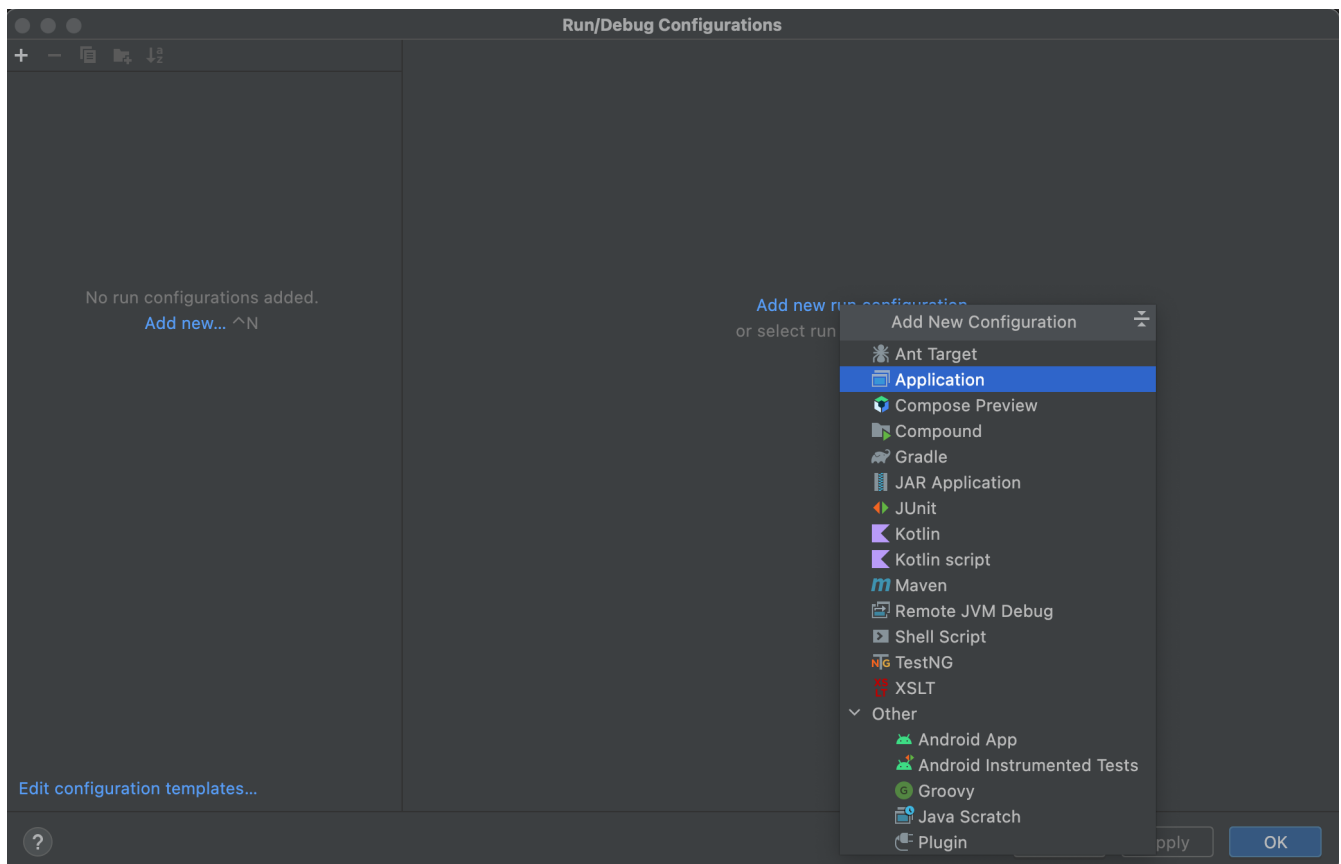 Run/Debug Configurations
No run configurations added.
Add new... ^N
Add new run configuration...
or select run
Add New Configuration
Ant Target
Application
Compose Preview
Compound
Gradle
JAR Application
JUnit
Kotlin
Kotlin script
Maven
Remote JVM Debug
Shell Script
TestNG
XSLT
Other
Android App
Android Instrumented Tests
Groovy
Java Scratch
Plugin
Edit configuration templates...
?
pply
OK